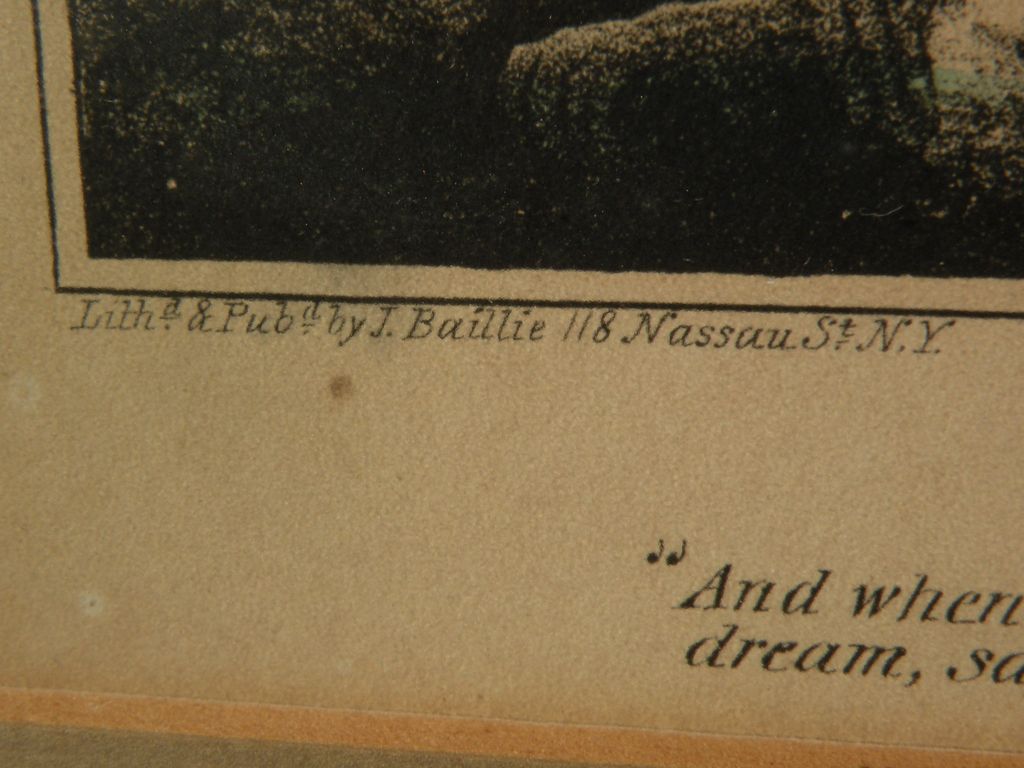 Lithd. & Pubd. by J. Baillie 118 Nassau St. N.Y.
"And when
dream,